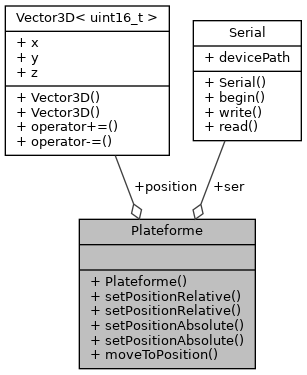 Vector3D< uint16_t >
+ x
+ y
+ z
+ Vector3D()
+ Vector3D()
+ operator+=()
+ operator-=()
Serial
+ devicePath
+ Serial()
+ begin()
+ write()
+ read()
+position
+ser
Plateforme
+ Plateforme()
+ setPositionRelative()
+ setPositionRelative()
+ setPositionAbsolute()
+ setPositionAbsolute()
+ moveToPosition()